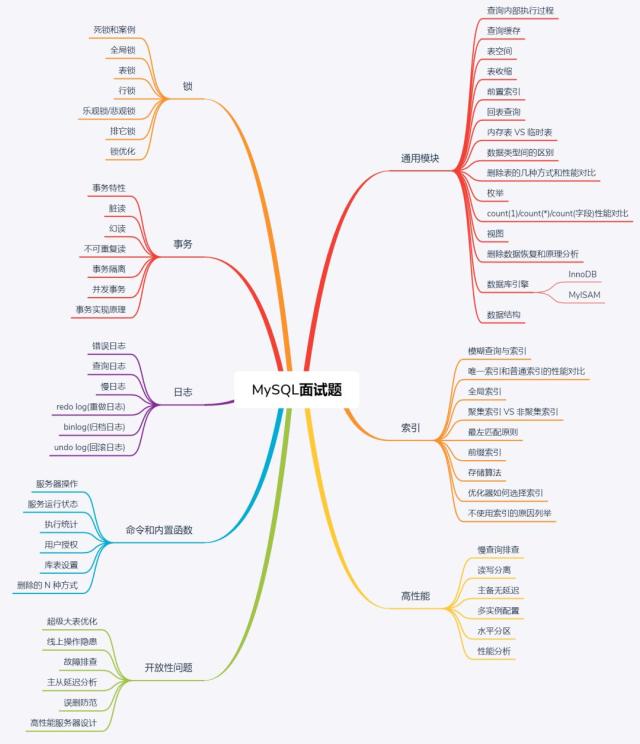 MySQL面试题
通用模块
查询内部执行过程
查询缓存
表空间
表收缩
前置索引
回表查询
内存表 VS 临时表
数据类型间的区别
删除表的几种方式和性能对比
枚举
count(1)/count(*)/count(字段)性能对比
视图
删除数据恢复和原理分析
数据库引擎
InnoDB
MyISAM
数据结构
索引
模糊查询与索引
唯一索引和普通索引的性能对比
全局索引
聚集索引 VS 非聚集索引
最左匹配原则
前缀索引
存储算法
优化器如何选择索引
不使用索引的原因列举
高性能
慢查询排查
读写分离
主备无延迟
多实例配置
水平分区
性能分析
锁
死锁和案例
全局锁
表锁
行锁
乐观锁/悲观锁
排它锁
锁优化
事务
事务特性
脏读
幻读
不可重复读
事务隔离
并发事务
事务实现原理
日志
错误日志
查询日志
慢日志
redo log(重做日志)
binlog(归档日志)
undo log(回滚日志)
命令和内置函数
服务器操作
服务运行状态
执行统计
用户授权
库表设置
删除的 N 种方式
开放性问题
超级大表优化
线上操作隐患
故障排查
主从延迟分析
误删防范
高性能服务器设计